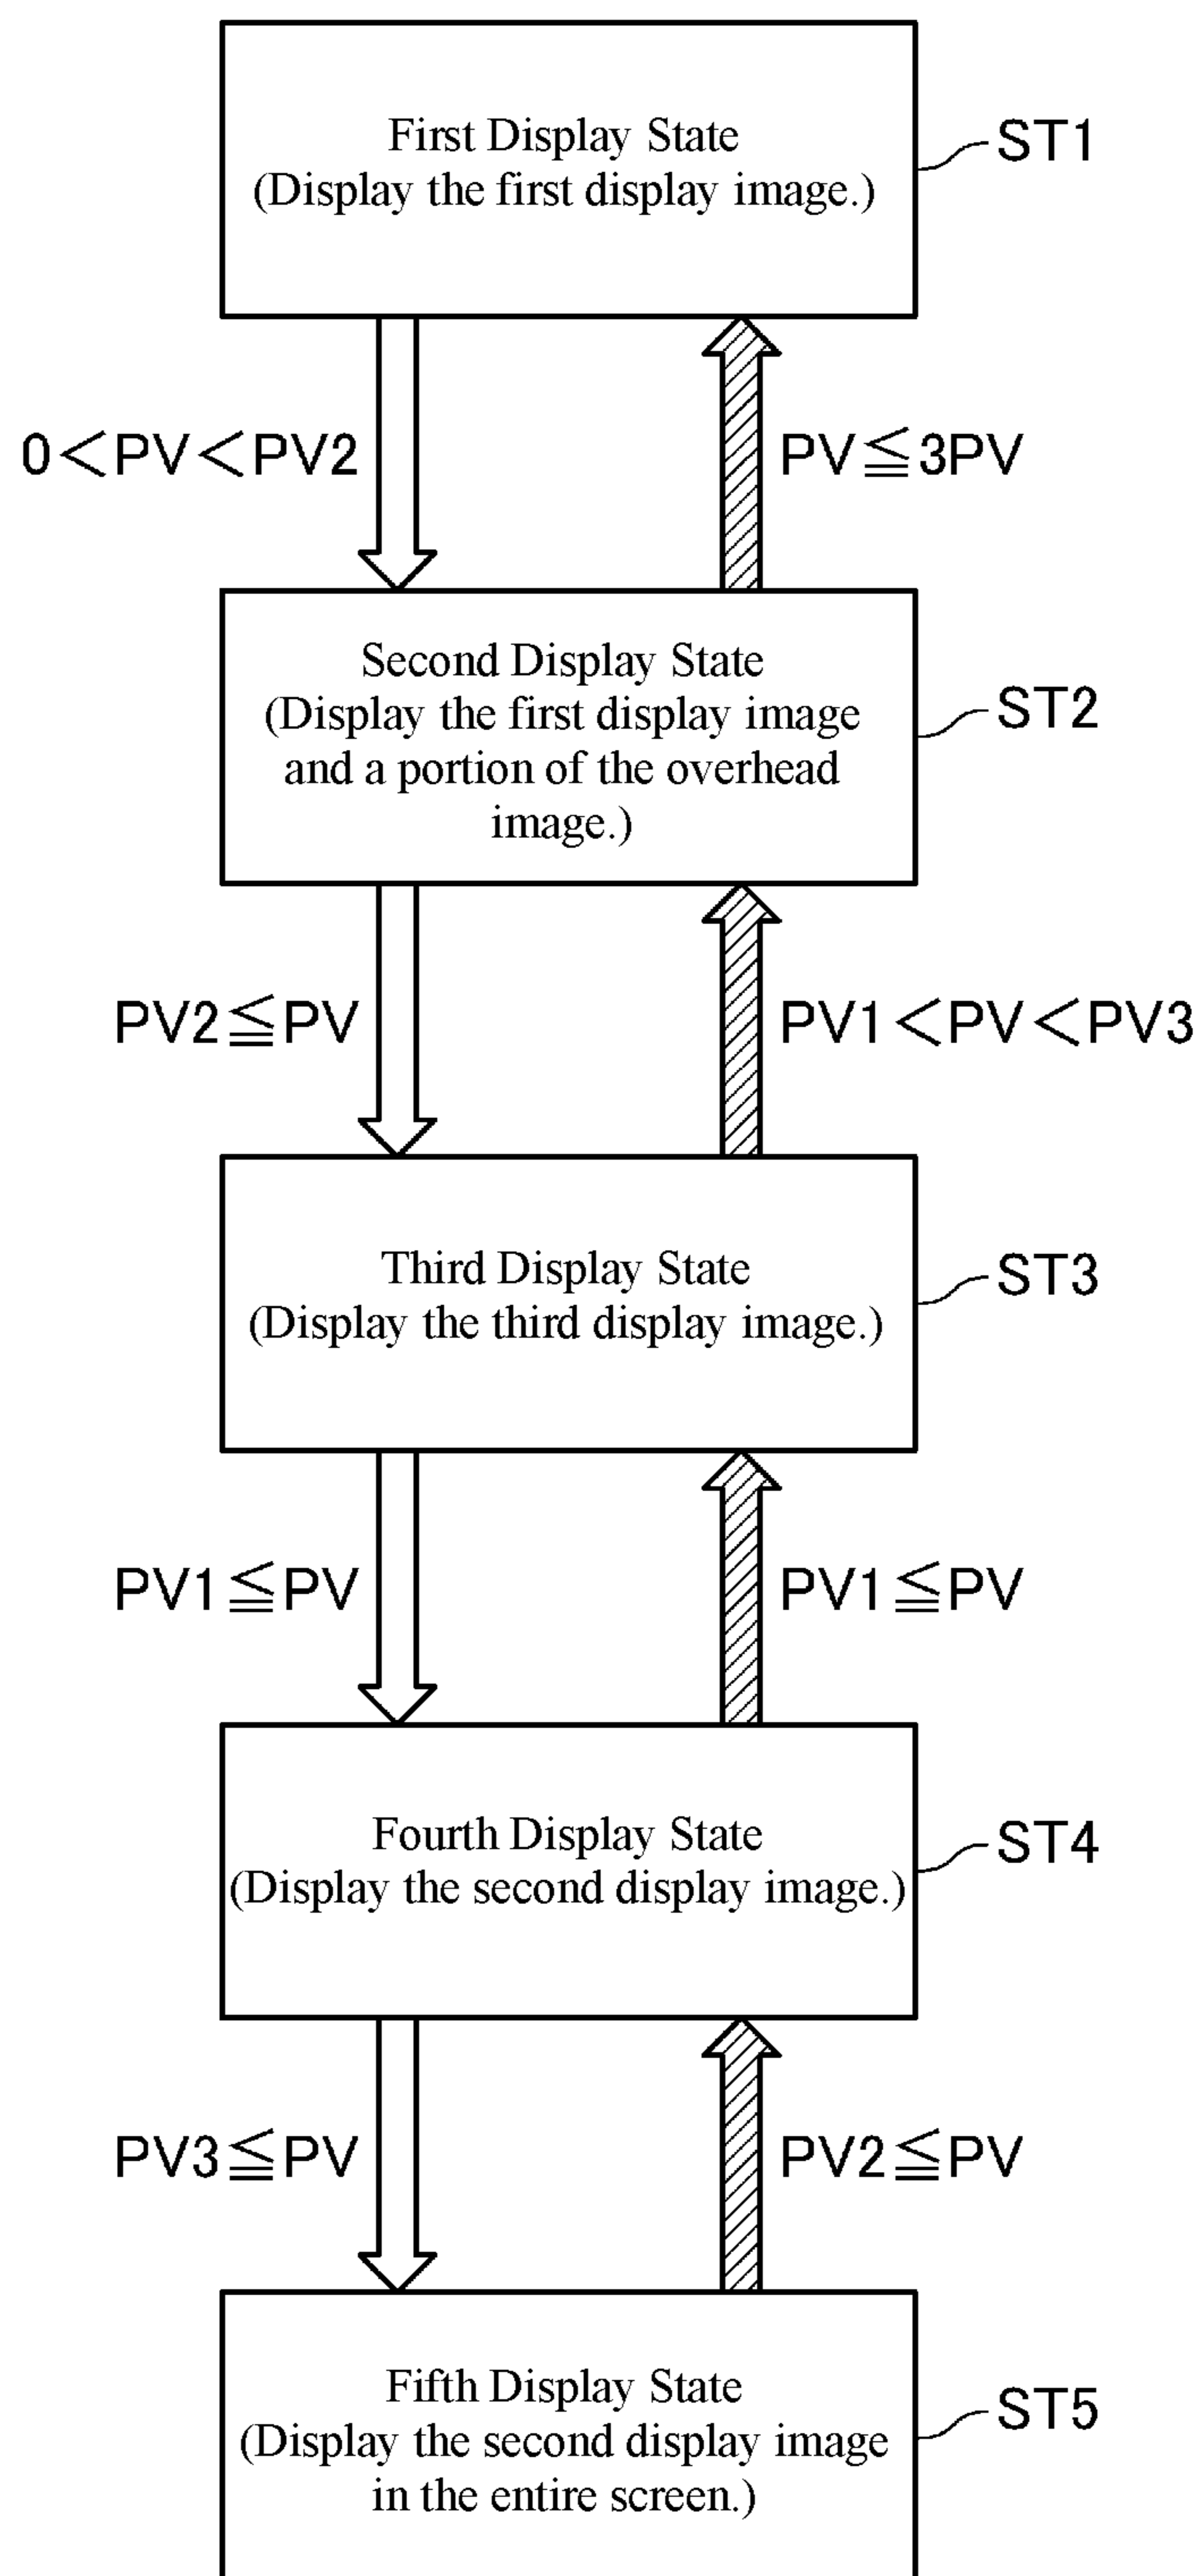 First Display State
(Display the first display image.)
ST1
0<PV<PV2
PV≦3PV
Second Display State
(Display the first display image
and a portion of the overhead
image.)
ST2
PV2≦PV
PV1<PV<PV3
Third Display State
(Display the third display image.)
ST3
PV1≦PV
PV1≦PV
Fourth Display State
(Display the second display image.)
ST4
PV3≦PV
PV2≦PV
Fifth Display State
(Display the second display image
in the entire screen.)
ST5